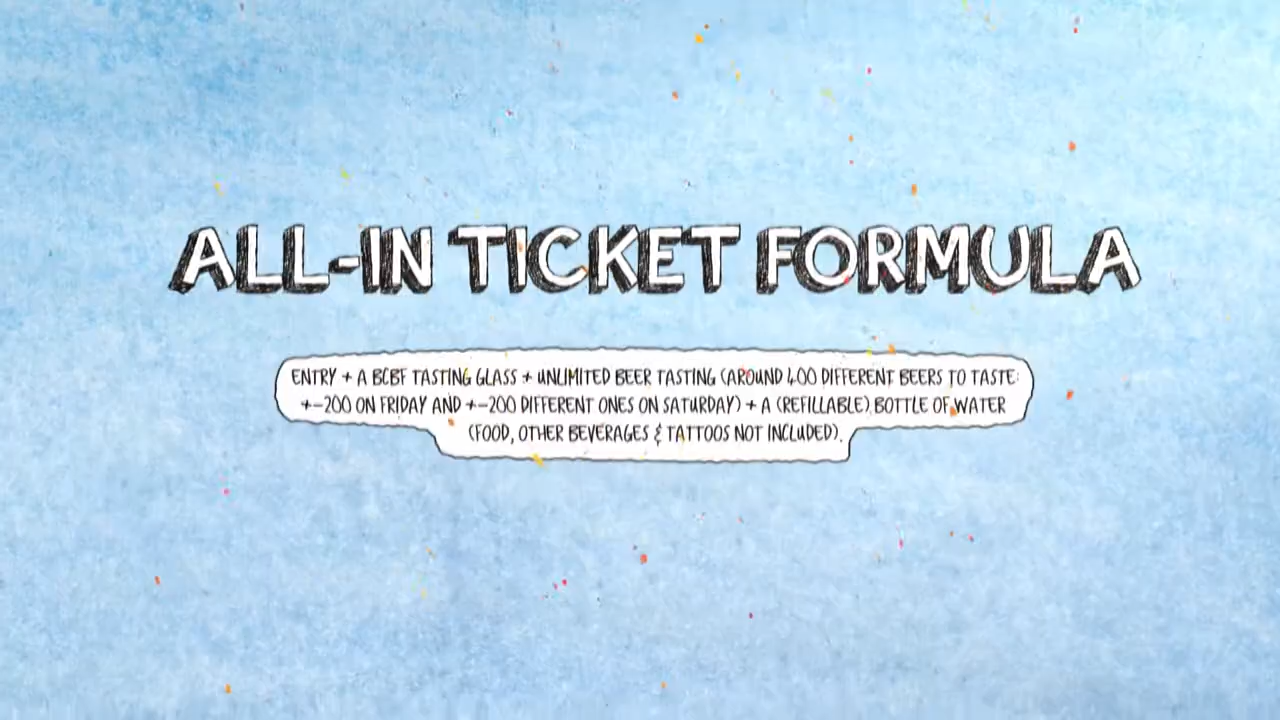 ALL-IN TICKET FORMULA
ENTRY + A BCBF TASTING GLASS + UNLIMITED BEER TASTING (AROUND 400 DIFFERENT BEERS TO TASTE:
+-200 ON FRIDAY AND +-200 DIFFERENT ONES ON SATURDAY) + A (REFILLABLE) BOTTLE OF WATER
(FOOD, OTHER BEVERAGES & TATTOOS NOT INCLUDED).